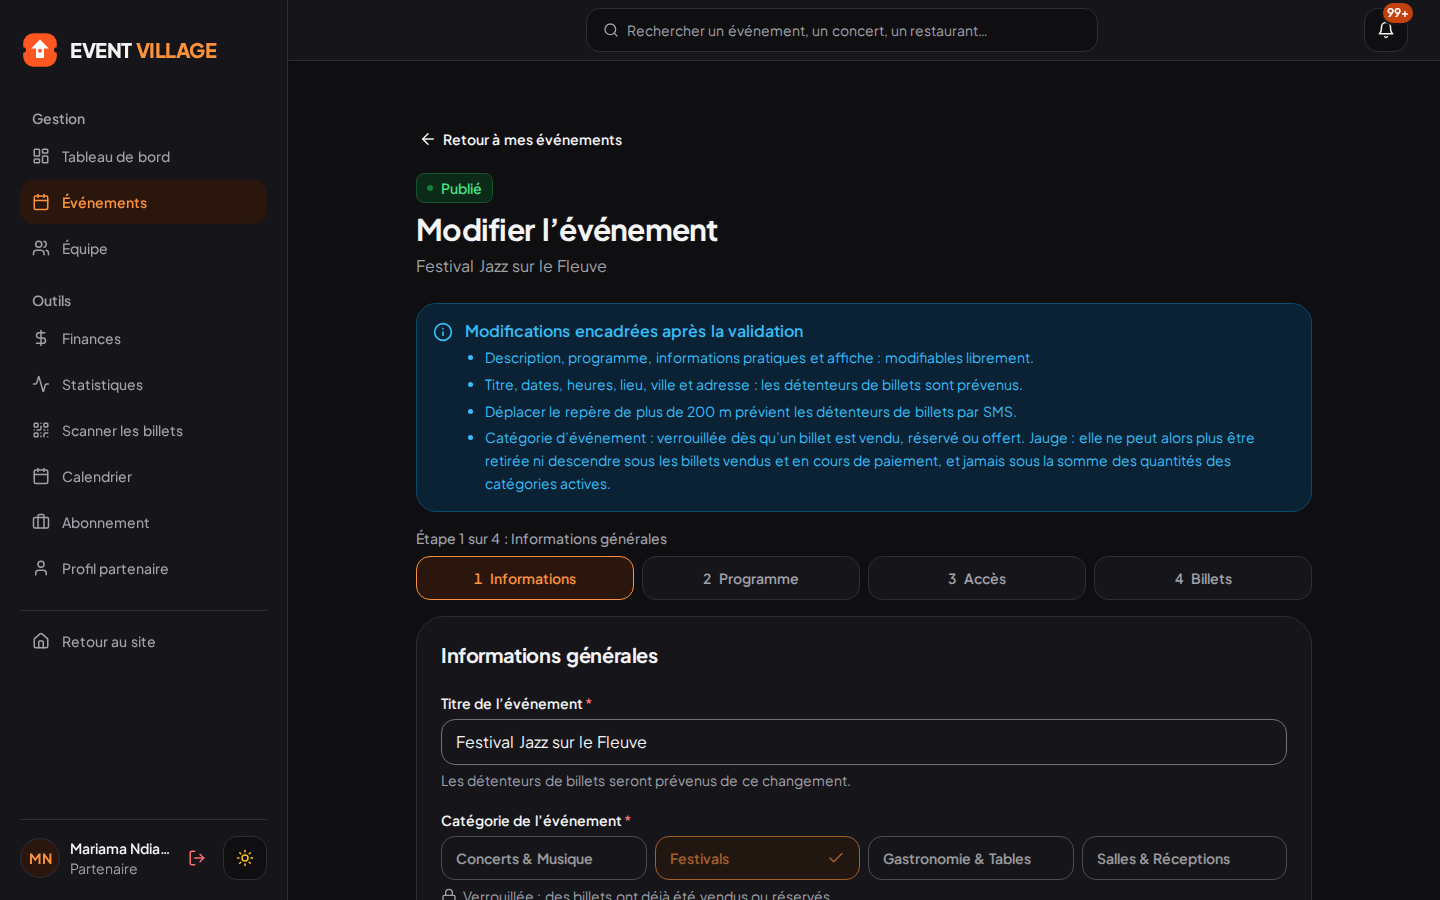 EVENT VILLAGE
Rechercher un événement, un concert, un restaurant...
99+
Gestion
Tableau de bord
Événements
Équipe
Outils
Finances
Statistiques
Scanner les billets
Calendrier
Abonnement
Profil partenaire
Retour au site
MN
Mariama Ndia...
Partenaire
Retour à mes événements
Publié
Modifier l’événement
Festival Jazz sur le Fleuve
Modifications encadrées après la validation
• Description, programme, informations pratiques et affiche : modifiables librement.
• Titre, dates, heures, lieu, ville et adresse : les détenteurs de billets sont prévenus.
• Déplacer le repère de plus de 200 m prévient les détenteurs de billets par SMS.
• Catégorie d’événement : verrouillée dès qu’un billet est vendu, réservé ou offert. Jauge : elle ne peut alors plus être
retirée ni descendre sous les billets vendus et en cours de paiement, et jamais sous la somme des quantités des
catégories actives.
Étape 1 sur 4 : Informations générales
1 Informations
2 Programme
3 Accès
4 Billets
Informations générales
Titre de l’événement *
Festival Jazz sur le Fleuve
Les détenteurs de billets seront prévenus de ce changement.
Catégorie de l’événement *
Concerts & Musique
Festivals
Gastronomie & Tables
Salles & Réceptions
Verrouillée : des billets ont déjà été vendus ou réservés